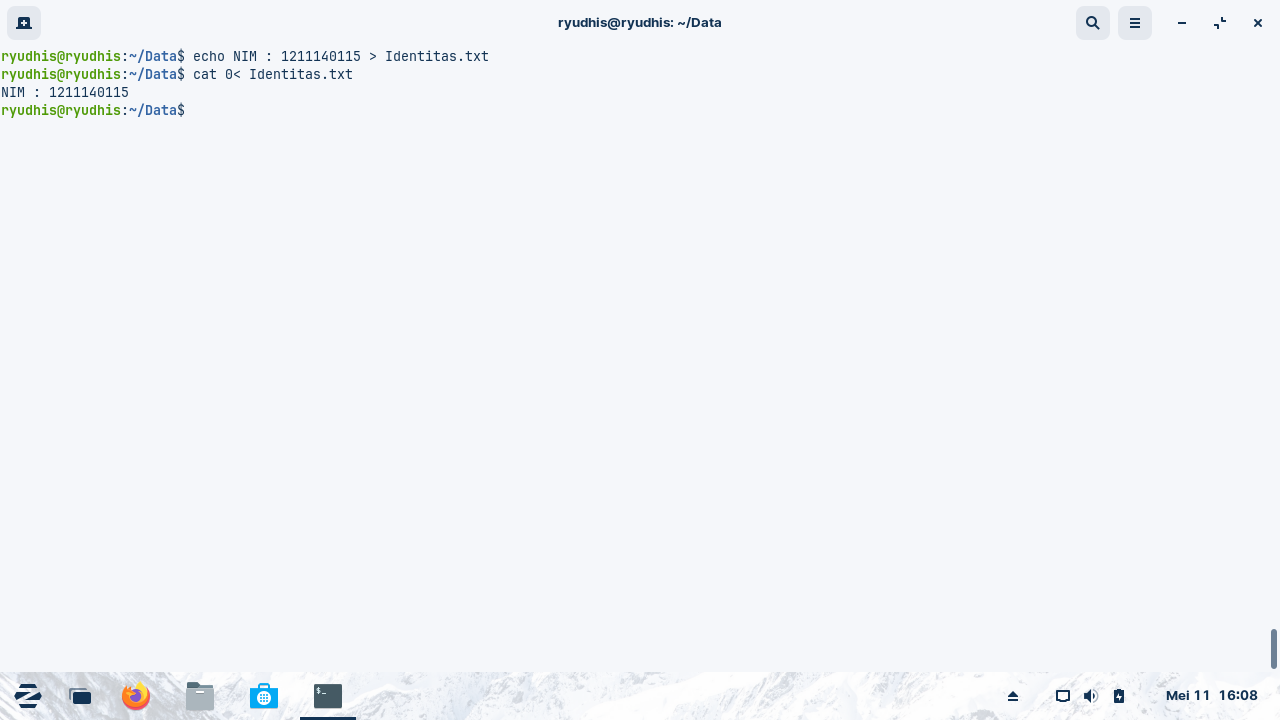 ryudhis@ryudhis: ~/Data
ryudhis@ryudhis:~/Data$ echo NIM : 1211140115 > Identitas.txt
ryudhis@ryudhis:~/Data$ cat 0< Identitas.txt
NIM : 1211140115
ryudhis@ryudhis:~/Data$
$_
Mei 11 16:08